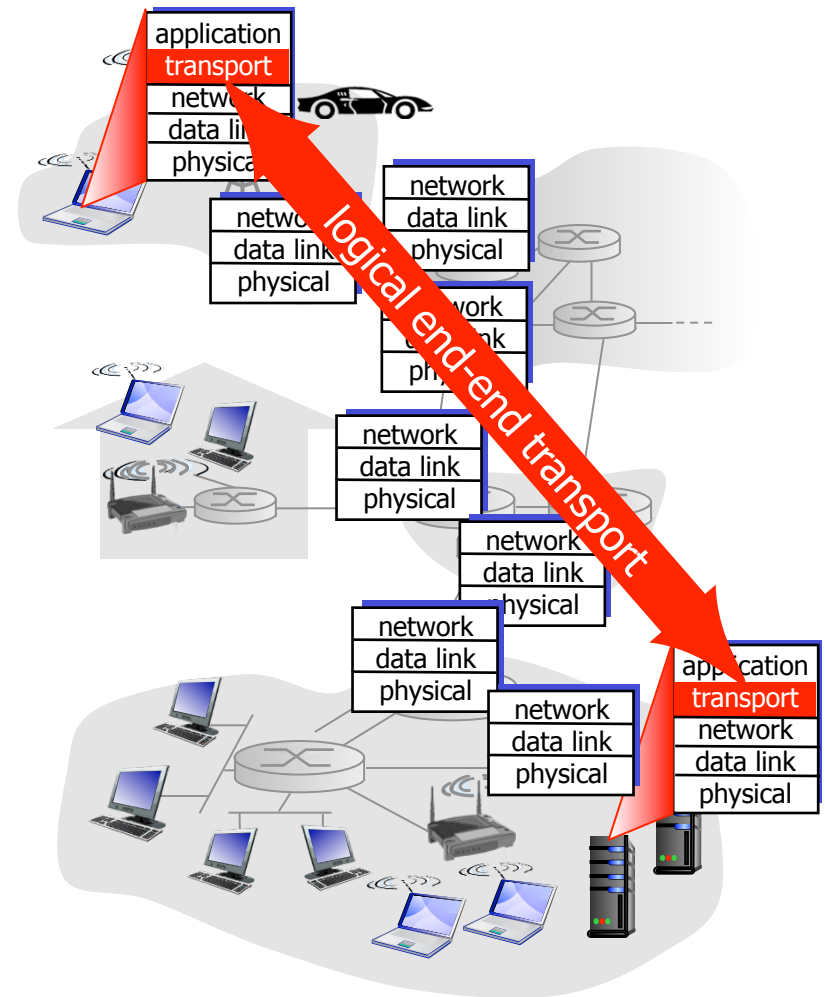 application
transport
network
data link
physical
network
data link
physical
network
data link
physical
logical end-end transport
network
data link
physical
network
data link
physical
network
data link
physical
network
data link
physical
application
transport
network
data link
physical